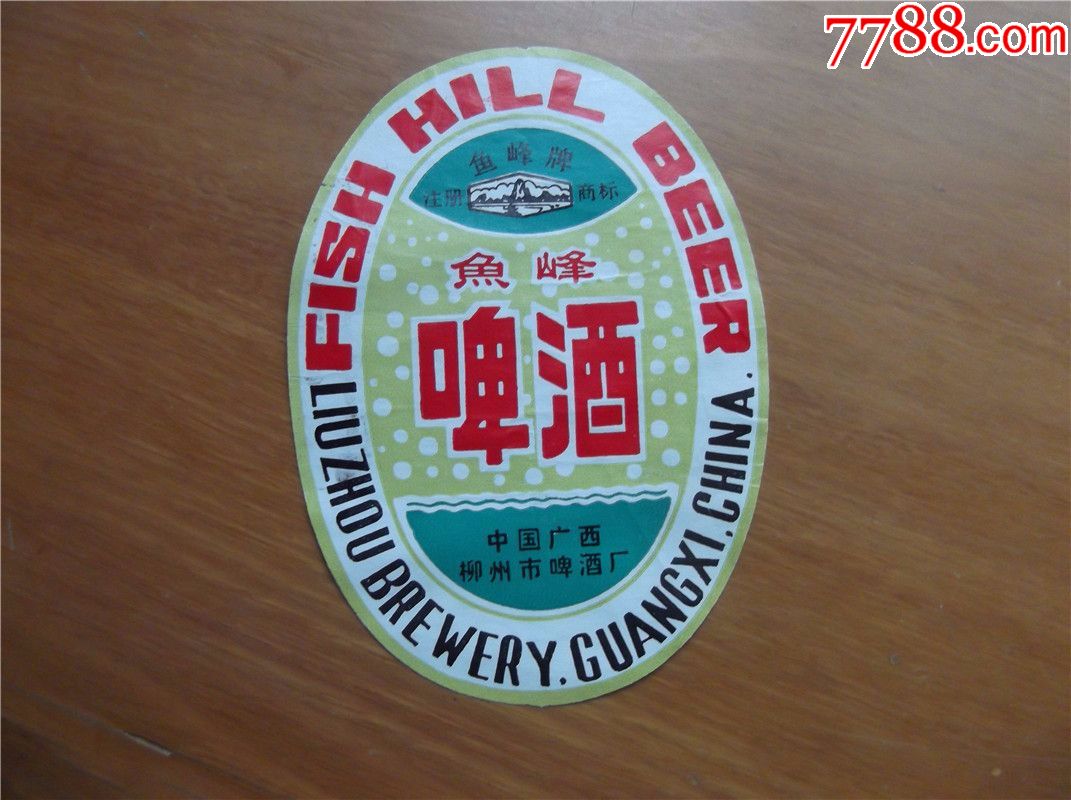 7788.com
FISH HILL BEER
鱼峰牌
注册 商标
魚峰
啤酒
中国广西
柳州市啤酒厂
LIUZHOU BREWERY. GUANGXI, CHINA.